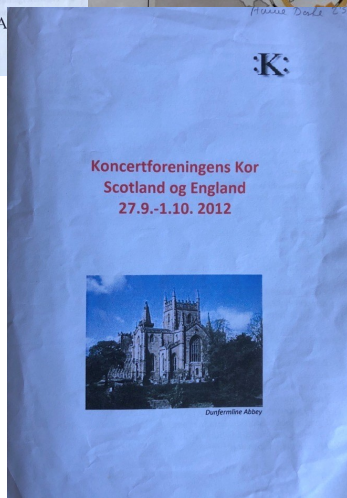 A
:K:
Koncertforeningens Kor
Scotland og England
27.9.-1.10. 2012
Dunfermline Abbey